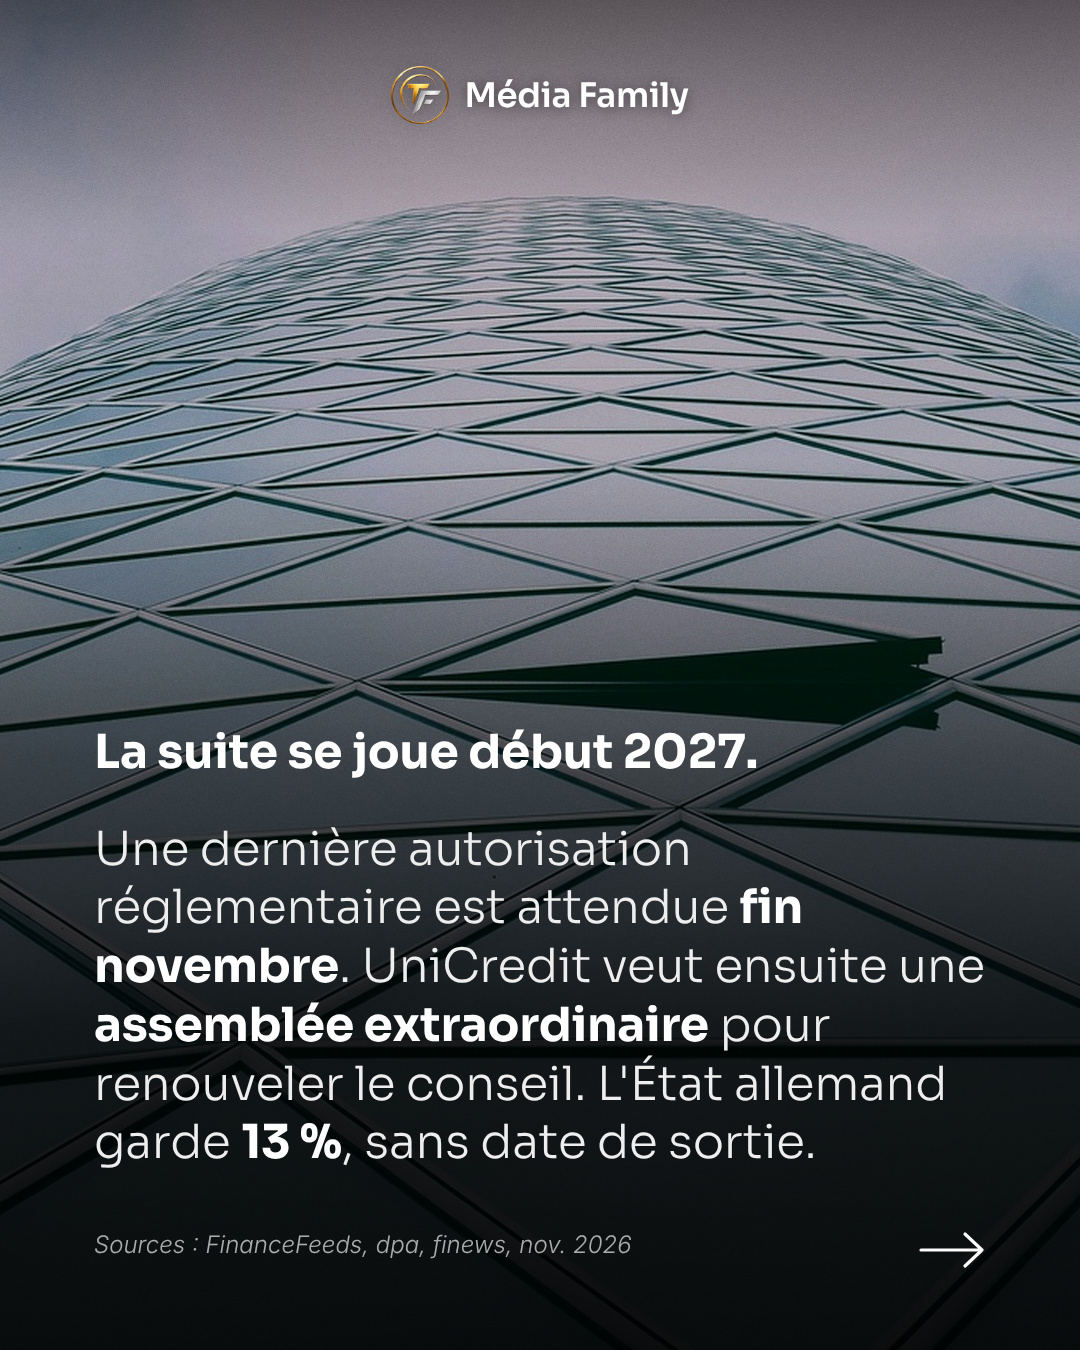 TF Média Family
La suite se joue début 2027.
Une dernière autorisation
réglementaire est attendue fin
novembre. UniCredit veut ensuite une
assemblée extraordinaire pour
renouveler le conseil. L'État allemand
garde 13 %, sans date de sortie.
Sources : FinanceFeeds, dpa, finews, nov. 2026